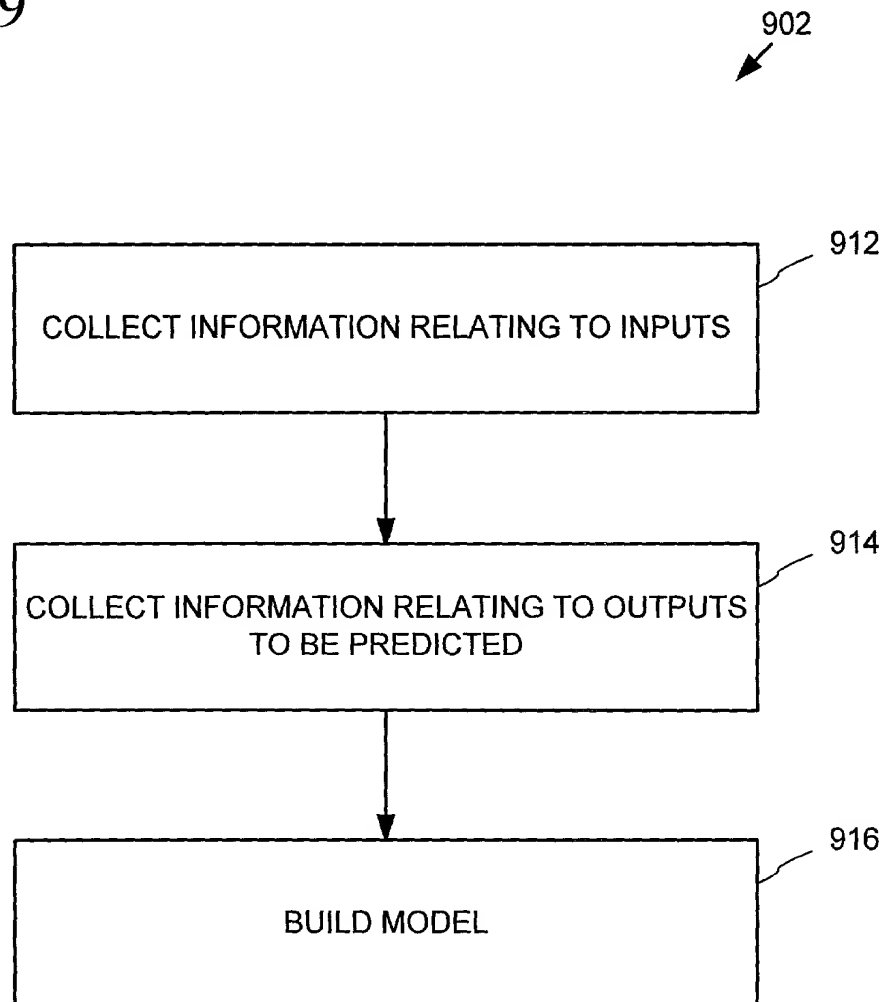 9
902
912
COLLECT INFORMATION RELATING TO INPUTS
914
COLLECT INFORMATION RELATING TO OUTPUTS
TO BE PREDICTED
916
BUILD MODEL